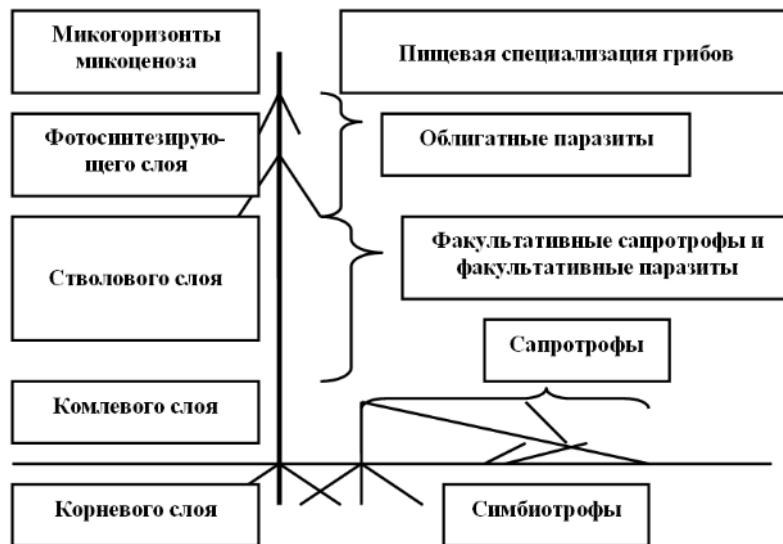 Микогоризонты
микоценоза
Пищевая специализация грибов
Фотосинтезирую-
щего слоя
Облигатные паразиты
Стволового слоя
Факультативные сапротрофы и
факультативные паразиты
Сапротрофы
Комлевого слоя
Корневого слоя
Симбиотрофы